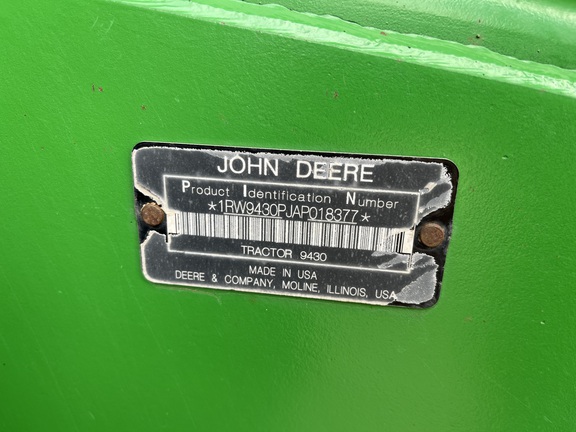 JOHN DEERE
Product Identification Number
*1RW9430PJAP018377*
TRACTOR 9430
MADE IN USA
DEERE & COMPANY, MOLINE, ILLINOIS, USA